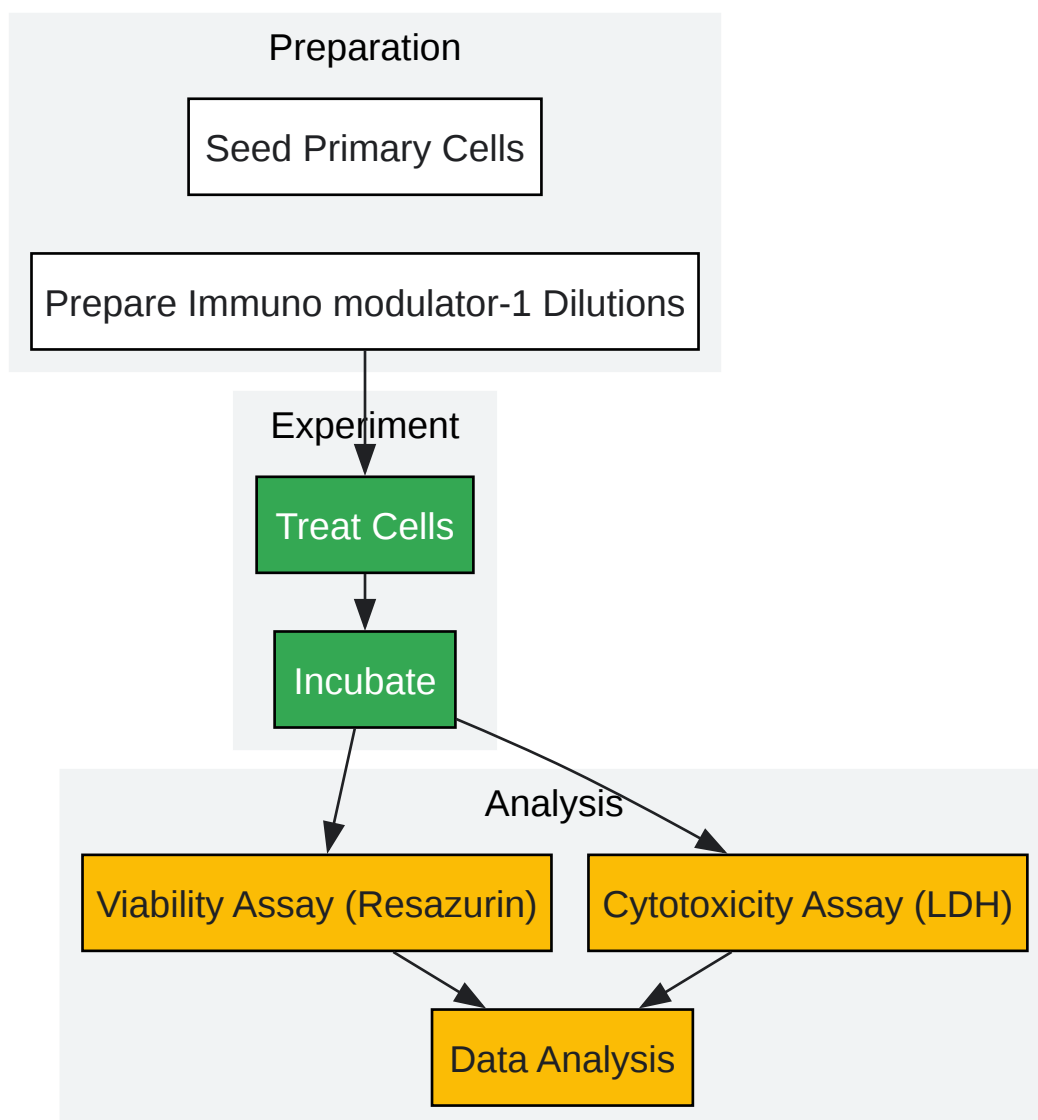 Preparation
Seed Primary Cells
Prepare Immuno modulator-1 Dilutions
Experiment
Treat Cells
Incubate
Analysis
Viability Assay (Resazurin)
Cytotoxicity Assay (LDH)
Data Analysis